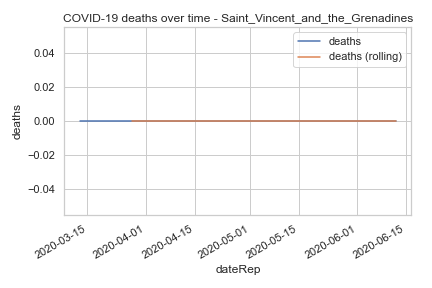 COVID-19 deaths over time - Saint_Vincent_and_the_Grenadines
deaths
deaths (rolling)
deaths
0.04
0.02
0.00
−0.02
−0.04
2020-03-15
2020-04-01
2020-04-15
2020-05-01
2020-05-15
2020-06-01
2020-06-15
dateRep